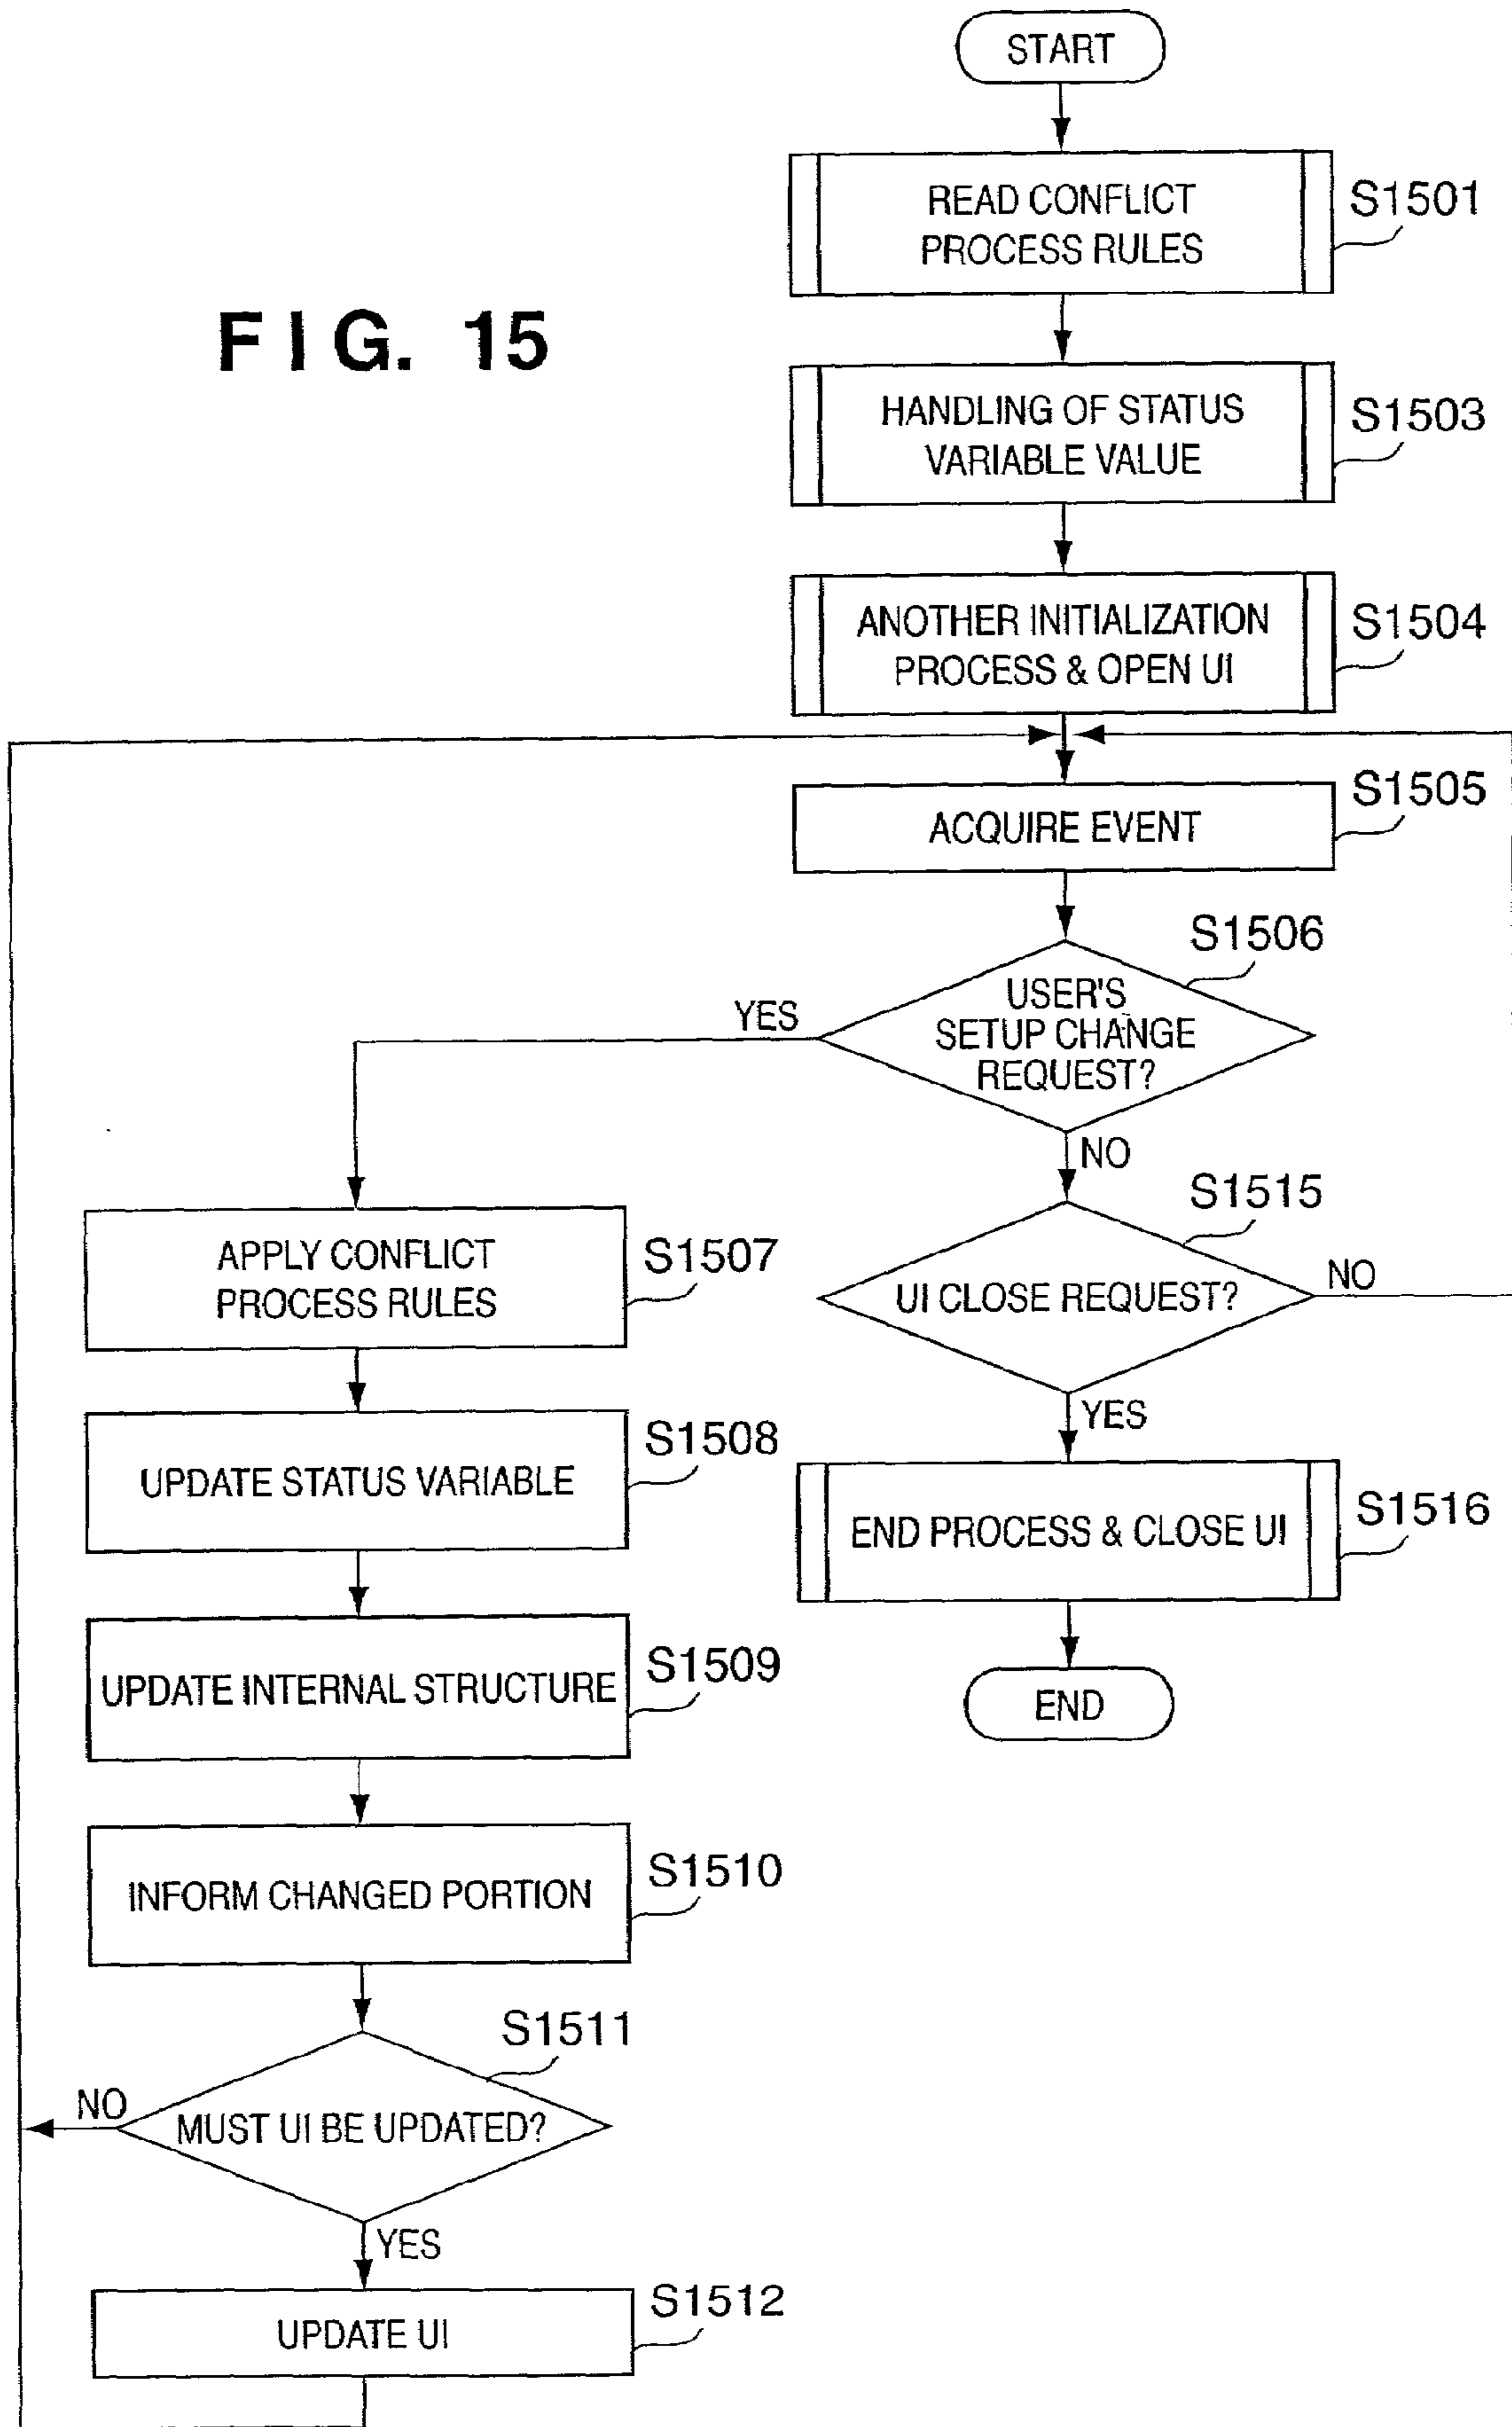 FIG. 15
START
READ CONFLICT
PROCESS RULES
S1501
HANDLING OF STATUS
VARIABLE VALUE
S1503
ANOTHER INITIALIZATION
PROCESS & OPEN UI
S1504
ACQUIRE EVENT
S1505
S1506
USER'S
SETUP CHANGE
REQUEST?
YES
NO
S1515
UI CLOSE REQUEST?
NO
YES
END PROCESS & CLOSE UI
S1516
END
APPLY CONFLICT
PROCESS RULES
S1507
UPDATE STATUS VARIABLE
S1508
UPDATE INTERNAL STRUCTURE
S1509
INFORM CHANGED PORTION
S1510
S1511
MUST UI BE UPDATED?
NO
YES
UPDATE UI
S1512